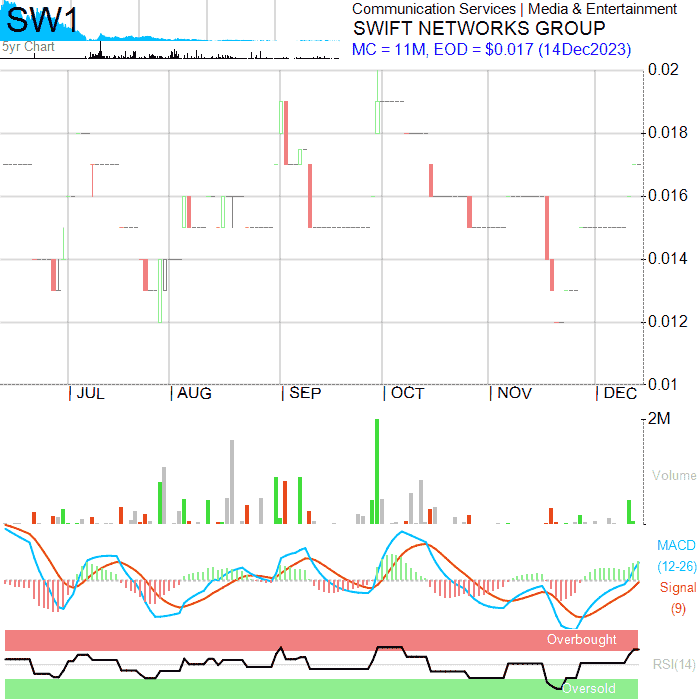 SW1
5yr Chart
Communication Services | Media & Entertainment
SWIFT NETWORKS GROUP
MC = 11M, EOD = $0.017 (14Dec2023)
0.02
0.018
0.016
0.014
0.012
0.01
JUL AUG SEP OCT NOV DEC
2M
Volume
MACD
(12-26)
Signal
(9)
Overbought
RSI(14)
Oversold